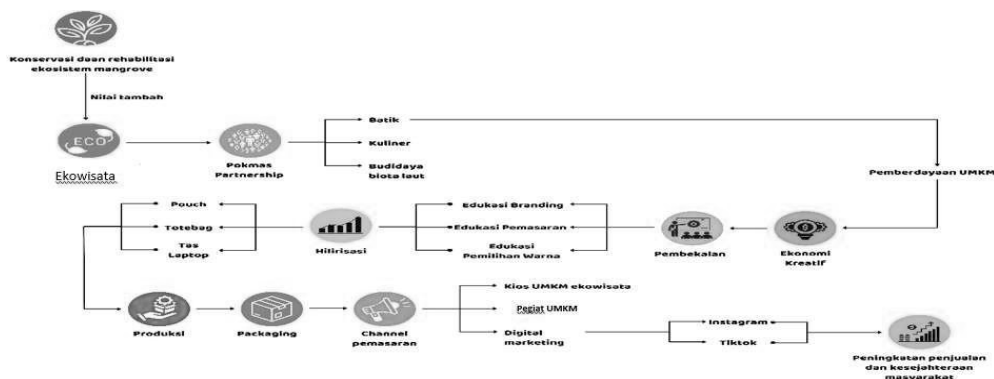 Konservasi daan rehabilitasi
ekosistem mangrove
Nilai tambah
ECO
Ekowisata
Pokmas
Partnership
Batik
Kuliner
Budidaya
biota laut
Pemberdayaan UMKM
Ekonomi
Kreatif
Pembekalan
Edukasi Branding
Edukasi Pemasaran
Edukasi
Pemilihan Warna
Hilirisasi
Pouch
Totebag
Tas
Laptop
Produksi
Packaging
Channel
pemasaran
Kios UMKM ekowisata
Pegiat UMKM
Digital
marketing
Instagram
Tiktok
Peningkatan penjualan
dan kesejahteraan
masyarakat